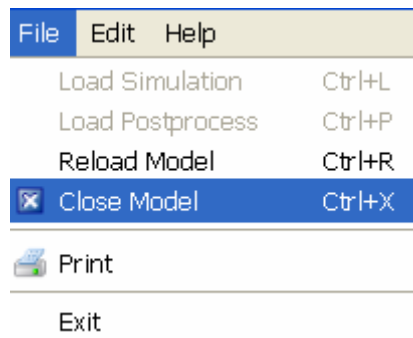 File Edit Help
Load Simulation Ctrl+L
Load Postprocess Ctrl+P
Reload Model Ctrl+R
Close Model Ctrl+X
Print
Exit